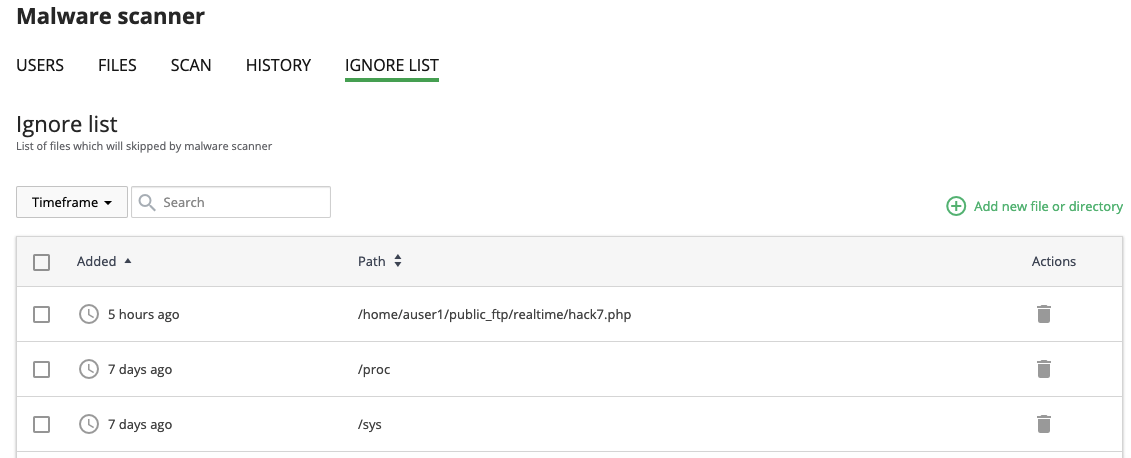 Malware scanner
USERS FILES SCAN HISTORY IGNORE LIST
Ignore list
List of files which will skipped by malware scanner
Timeframe Search Add new file or directory
Added Path Actions
5 hours ago /home/auser1/public_ftp/realtime/hack7.php
7 days ago /proc
7 days ago /sys